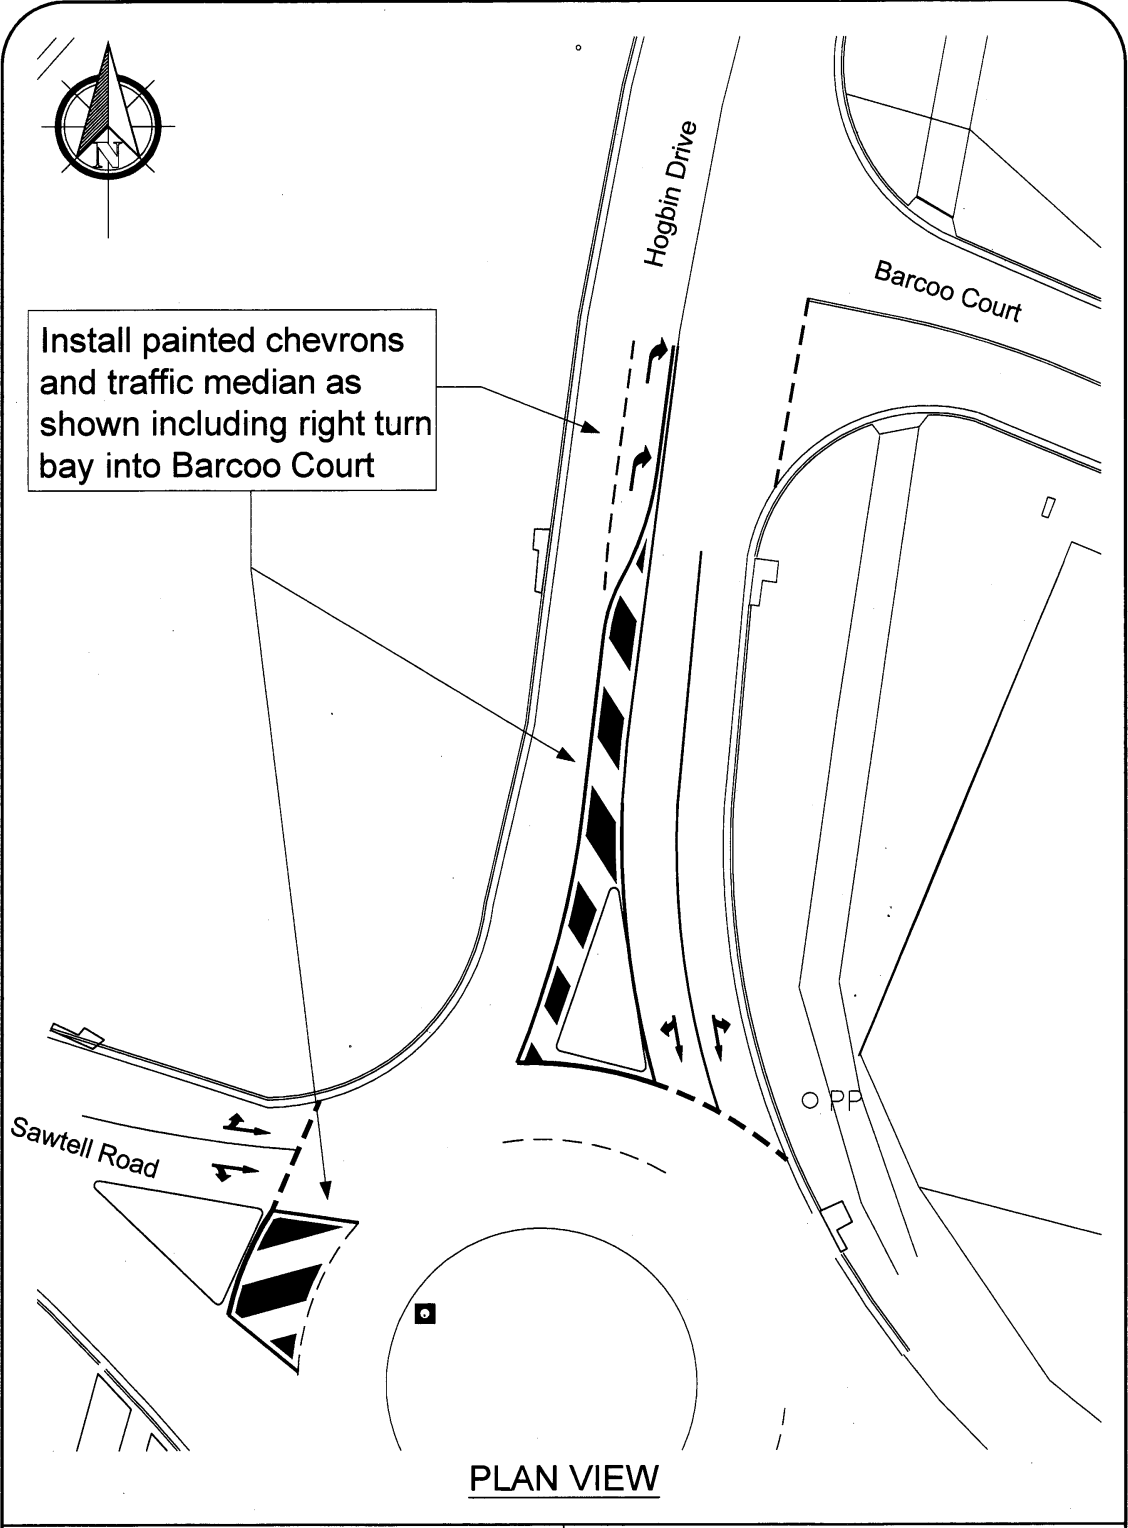 N
Hogbin Drive
Barcoo Court
Install painted chevrons
and traffic median as
shown including right turn
bay into Barcoo Court
PP
Sawtell Road
PLAN VIEW